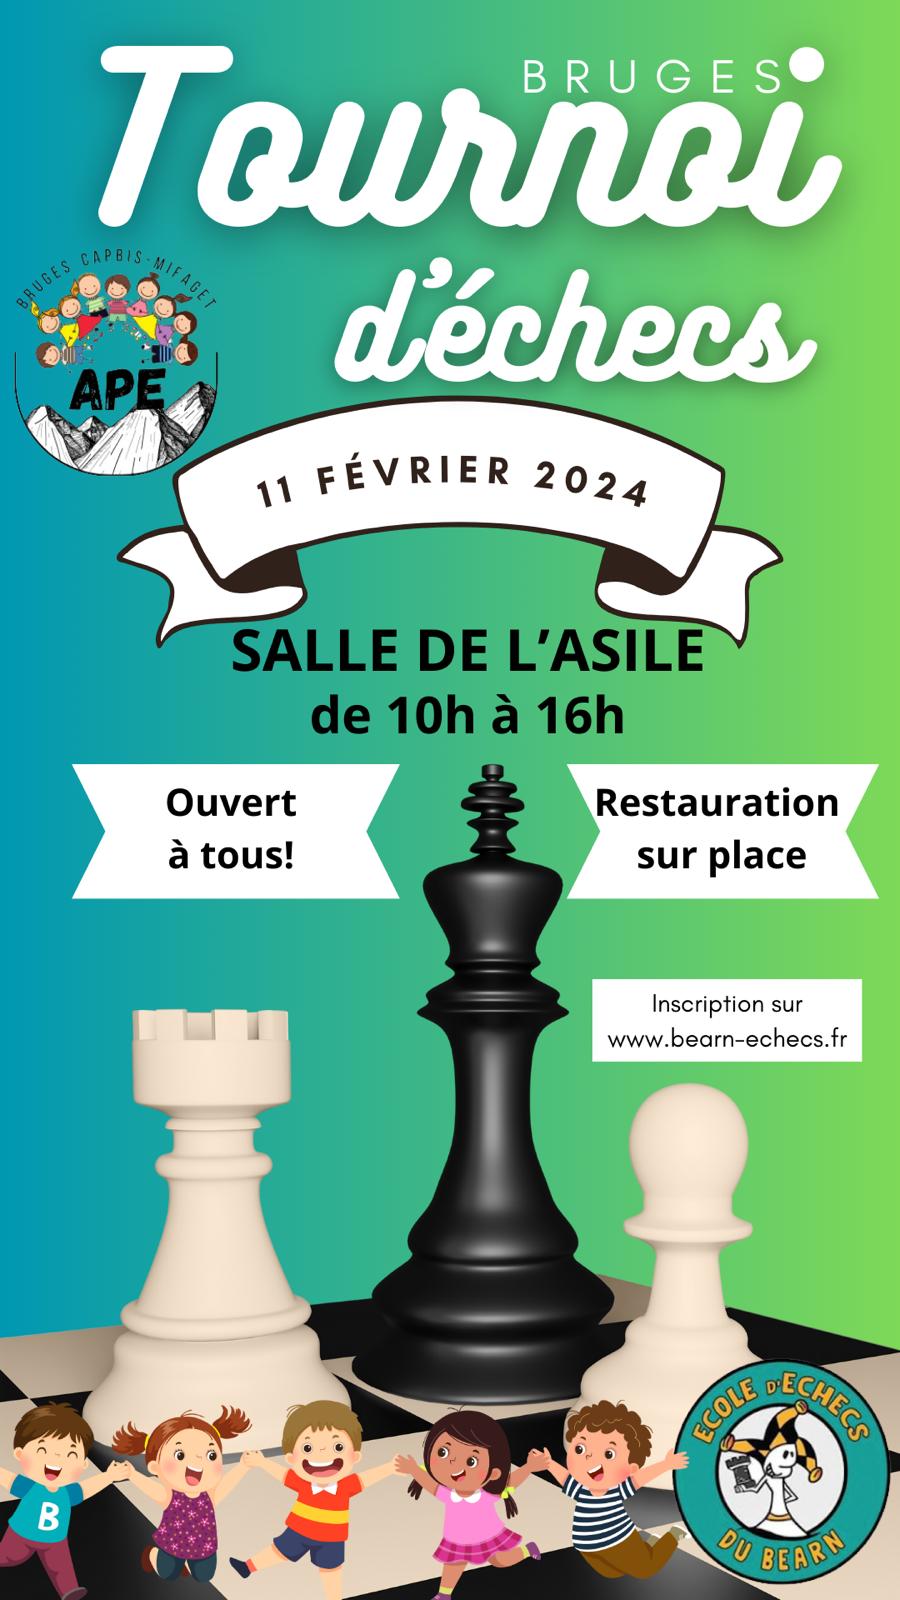 BRUGES
Tournoi
d'échecs
BRUGES CAPBIS-MIFAGET
APE
11 FÉVRIER 2024
SALLE DE L'ASILE
de 10h à 16h
Ouvert
à tous!
Restauration
sur place
Inscription sur
www.bearn-echecs.fr
B
ECOLE D'ECHECS
DU BEARN